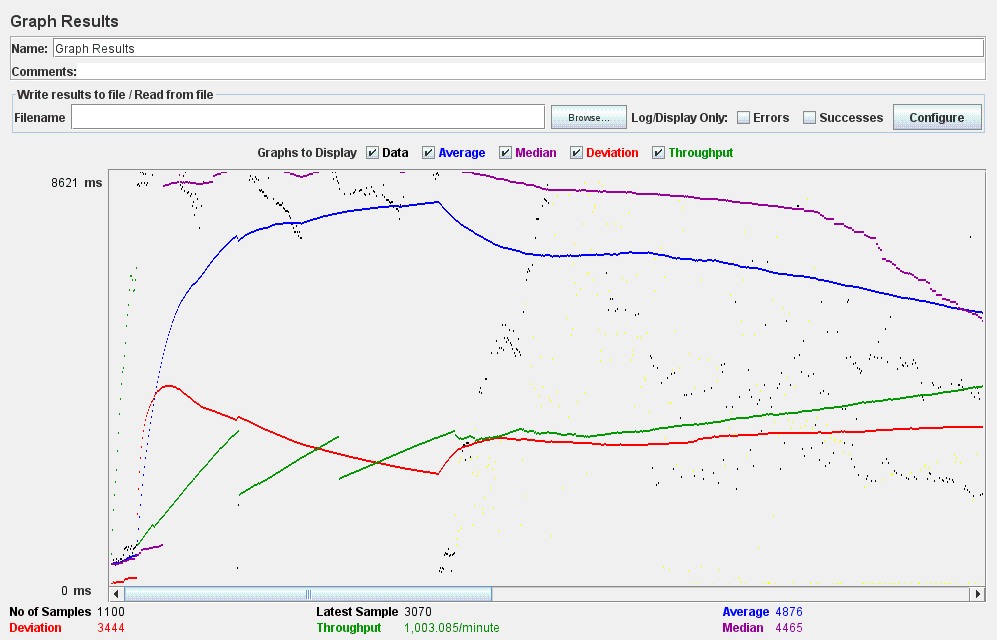 Graph Results
Name: Graph Results
Comments:
Write results to file / Read from file
Filename Browse... Log/Display Only: Errors Successes Configure
Graphs to Display Data Average Median Deviation Throughput
8621 ms
0 ms
No of Samples 1100 Latest Sample 3070 Average 4876
Deviation 3444 Throughput 1,003.085/minute Median 4465